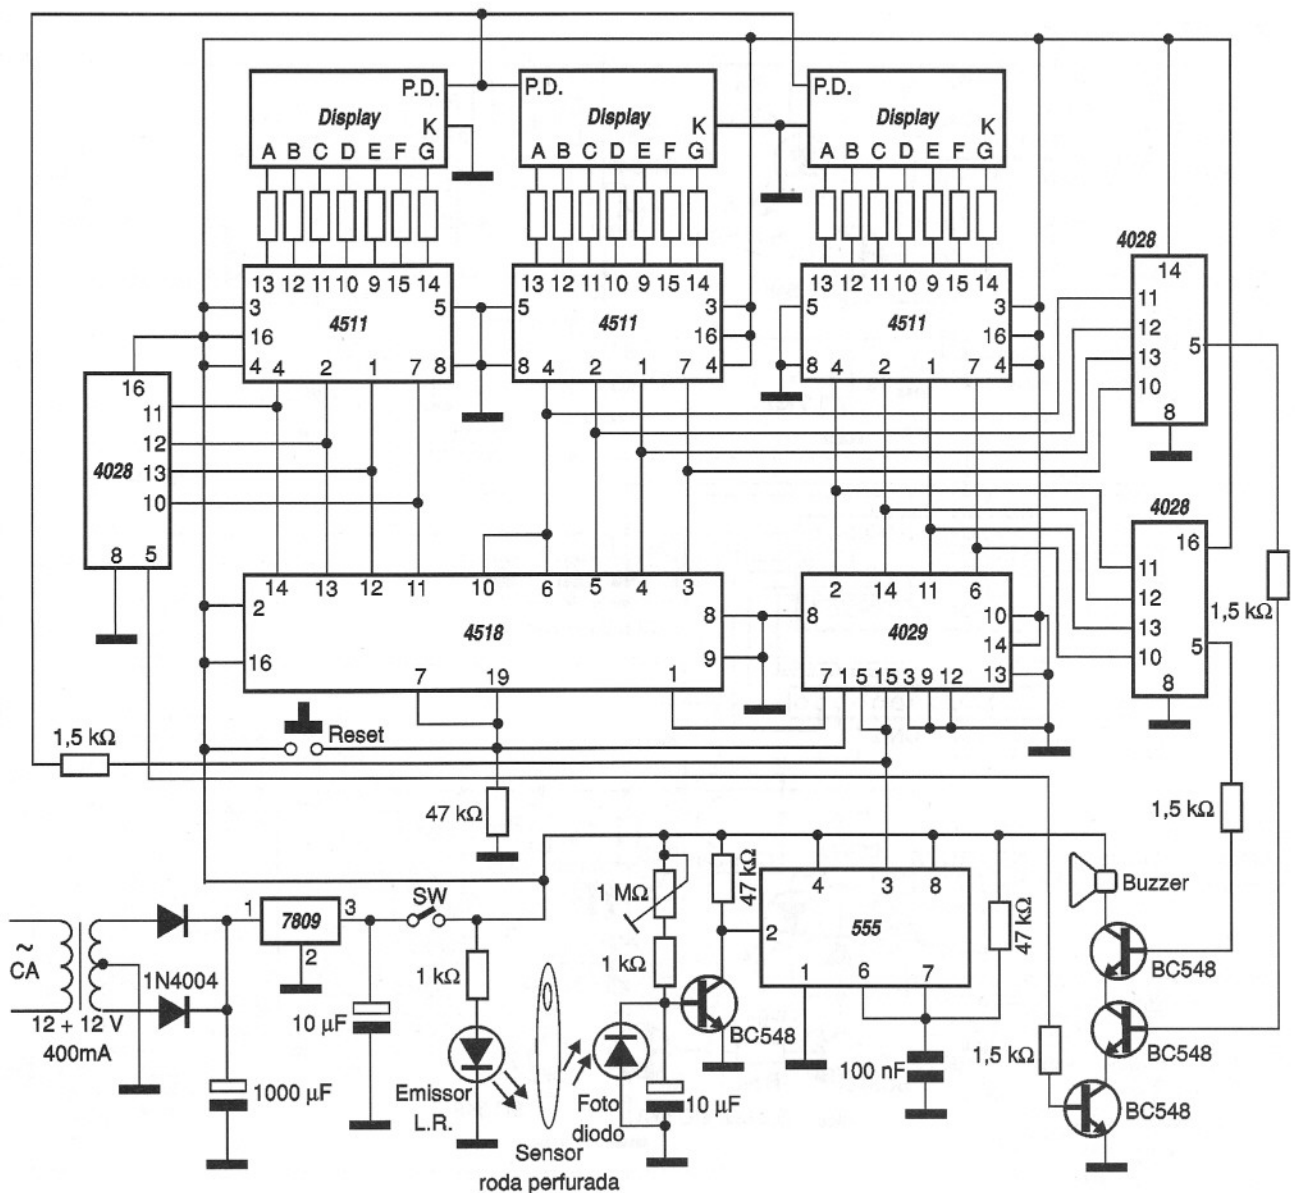 P.D.
Display
K
A B C D E F G
P.D.
Display
K
A B C D E F G
P.D.
Display
K
A B C D E F G
13 12 11 10 9 15 14
3
16
4
4511
5
8
4 2 1 7
13 12 11 10 9 15 14
5
8
4511
3
16
4
4 2 1 7
13 12 11 10 9 15 14
5
8
4511
3
16
4
4 2 1 7
4028
14
11
12
13
10
5
8
16
11
12
13
10
4028
8 5
4028
16
11
12
13
10
5
8
1,5 kΩ
14 13 12 11 10 6 5 4 3
2
16
4518
8
9
7 19 1
2 14 11 6
8
4029
10
14
13
7 1 5 15 3 9 12
Reset
1,5 kΩ
47 kΩ
1,5 kΩ
~
CA
12 + 12 V
400mA
1N4004
1000 µF
1 7809 3
2
10 µF
SW
1 kΩ
Emissor
L.R.
Sensor
roda perfurada
Foto
diodo
1 MΩ
1 kΩ
10 µF
47 kΩ
BC548
4 3 8
2
555
1 6 7
47 kΩ
100 nF
1,5 kΩ
Buzzer
BC548
BC548
BC548